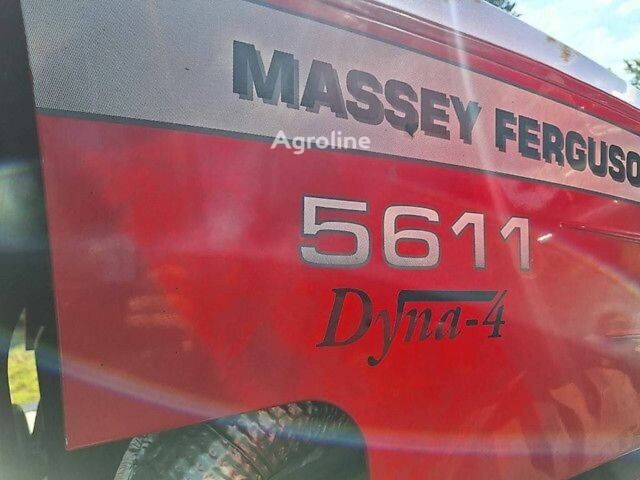 MASSEY FERGUSO
Agroline
5611
Dyna-4